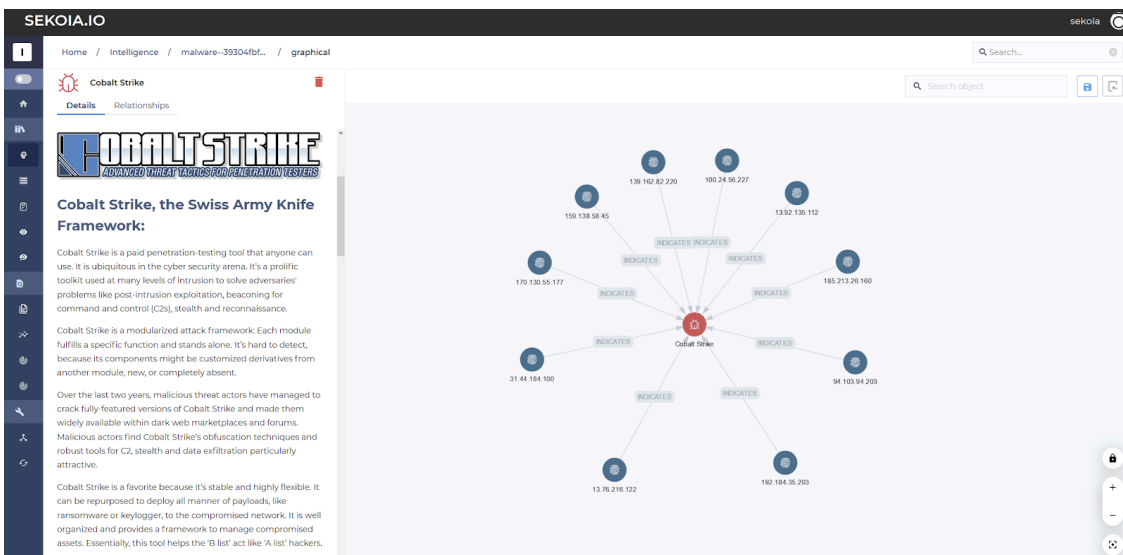 SEKOIA.IO
sekoia
I
Home / Intelligence / malware--39304fbf... / graphical
Search...
Cobalt Strike
Details Relationships
Search object
COBALT STRIKE
ADVANCED THREAT TACTICS FOR PENETRATION TESTERS
Cobalt Strike, the Swiss Army Knife
Framework:
Cobalt Strike is a paid penetration-testing tool that anyone can
use. It is ubiquitous in the cyber security arena. It's a prolific
toolkit used at many levels of intrusion to solve adversaries'
problems like post-intrusion exploitation, beaconing for
command and control (C2s), stealth and reconnaissance.
Cobalt Strike is a modularized attack framework: Each module
fulfills a specific function and stands alone. It's hard to detect,
because its components might be customized derivatives from
another module, new, or completely absent.
Over the last two years, malicious threat actors have managed to
crack fully-featured versions of Cobalt Strike and made them
widely available within dark web marketplaces and forums.
Malicious actors find Cobalt Strike's obfuscation techniques and
robust tools for C2, stealth and data exfiltration particularly
attractive.
Cobalt Strike is a favorite because it's stable and highly flexible. It
can be repurposed to deploy all manner of payloads, like
ransomware or keylogger, to the compromised network. It is well
organized and provides a framework to manage compromised
assets. Essentially, this tool helps the 'B list' act like 'A list' hackers.
139.162.82.220
100.24.56.227
159.138.58.45
13.92.135.112
INDICATES INDICATES
INDICATES
INDICATES
170.130.55.177
185.213.26.160
INDICATES
INDICATES
Cobalt Strike
INDICATES
INDICATES
31.44.184.100
94.103.94.203
INDICATES
INDICATES
13.76.216.122
192.184.35.203